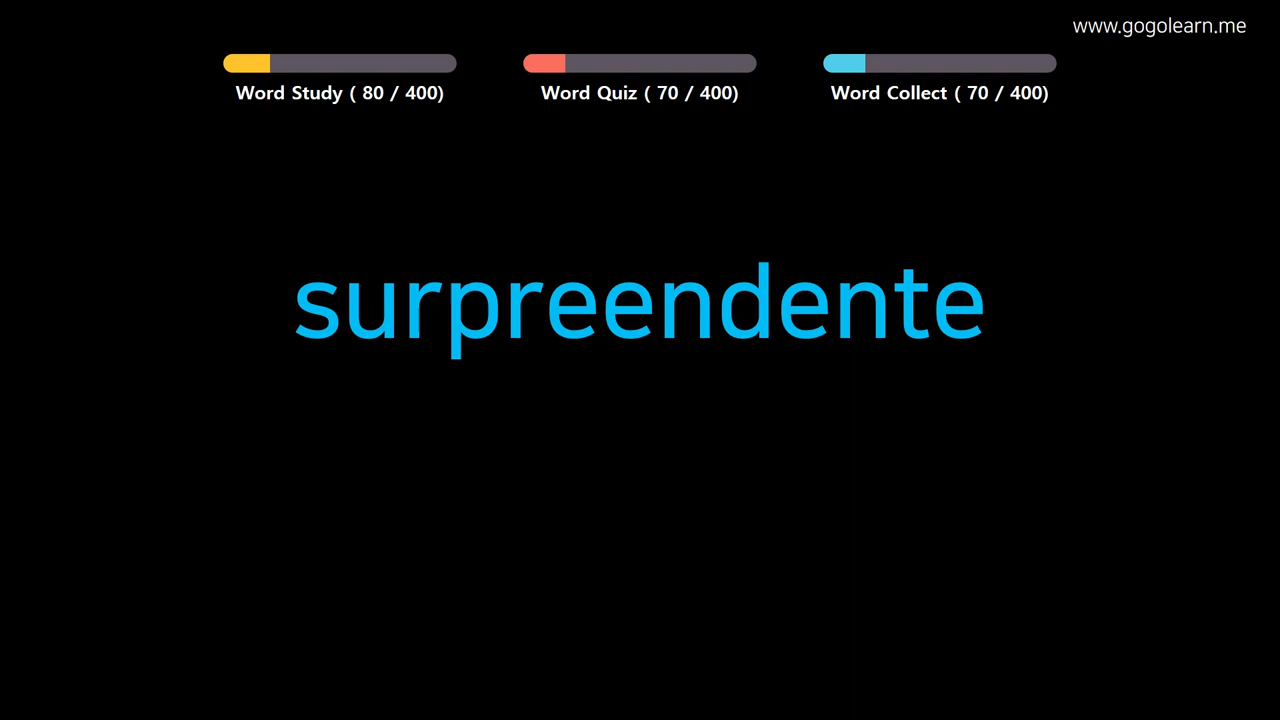 www.gogolearn.me
Word Study ( 80 / 400)
Word Quiz ( 70 / 400)
Word Collect ( 70 / 400)
surpreendente